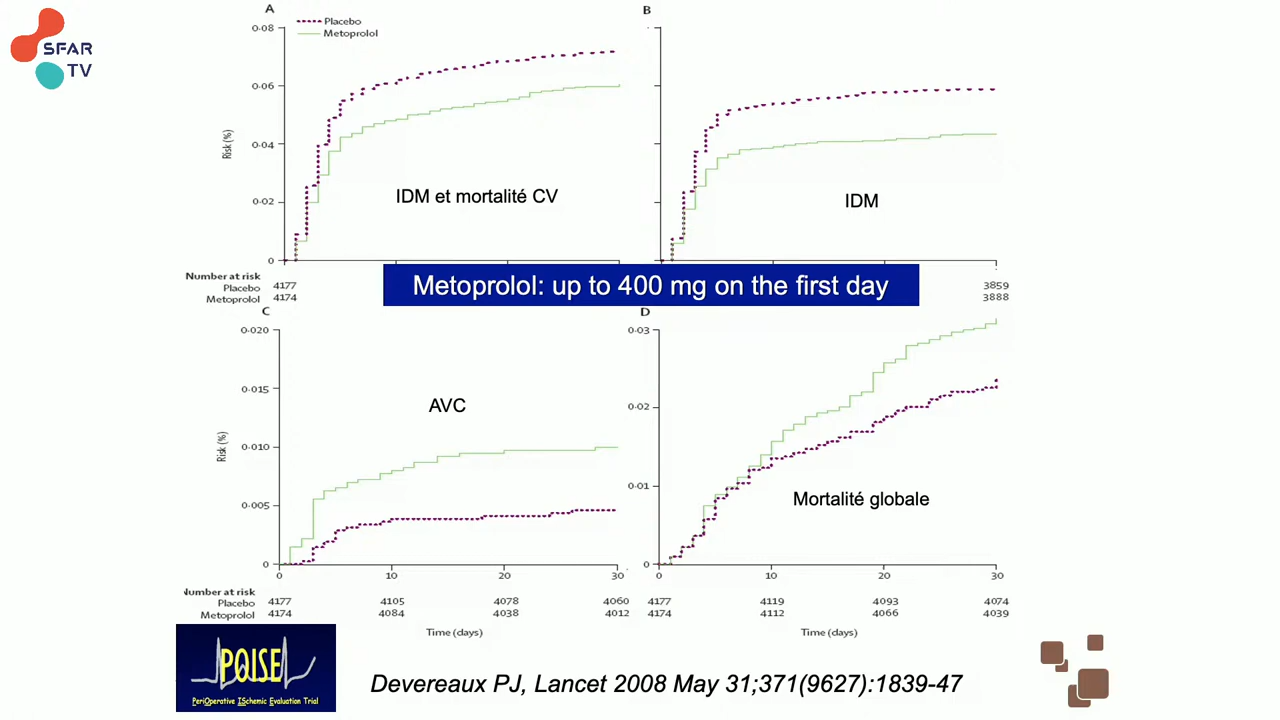 SFAR
TV
A
Placebo
Metoprolol
0·08
0·06
0·04
0·02
0
Risk (%)
IDM et mortalité CV
B
IDM
Number at risk
Placebo 4177
Metoprolol 4174
3859
3888
Metoprolol: up to 400 mg on the first day
C
0·020
0·015
0·010
0·005
0
Risk (%)
AVC
0 10 20 30
D
0·03
0·02
0·01
0
Mortalité globale
0 10 20 30
Number at risk
Placebo 4177 4105 4078 4060 4177 4119 4093 4074
Metoprolol 4174 4084 4038 4012 4174 4112 4066 4039
Time (days) Time (days)
POISE
PeriOperative ISchemic Evaluation Trial
Devereaux PJ, Lancet 2008 May 31;371(9627):1839-47